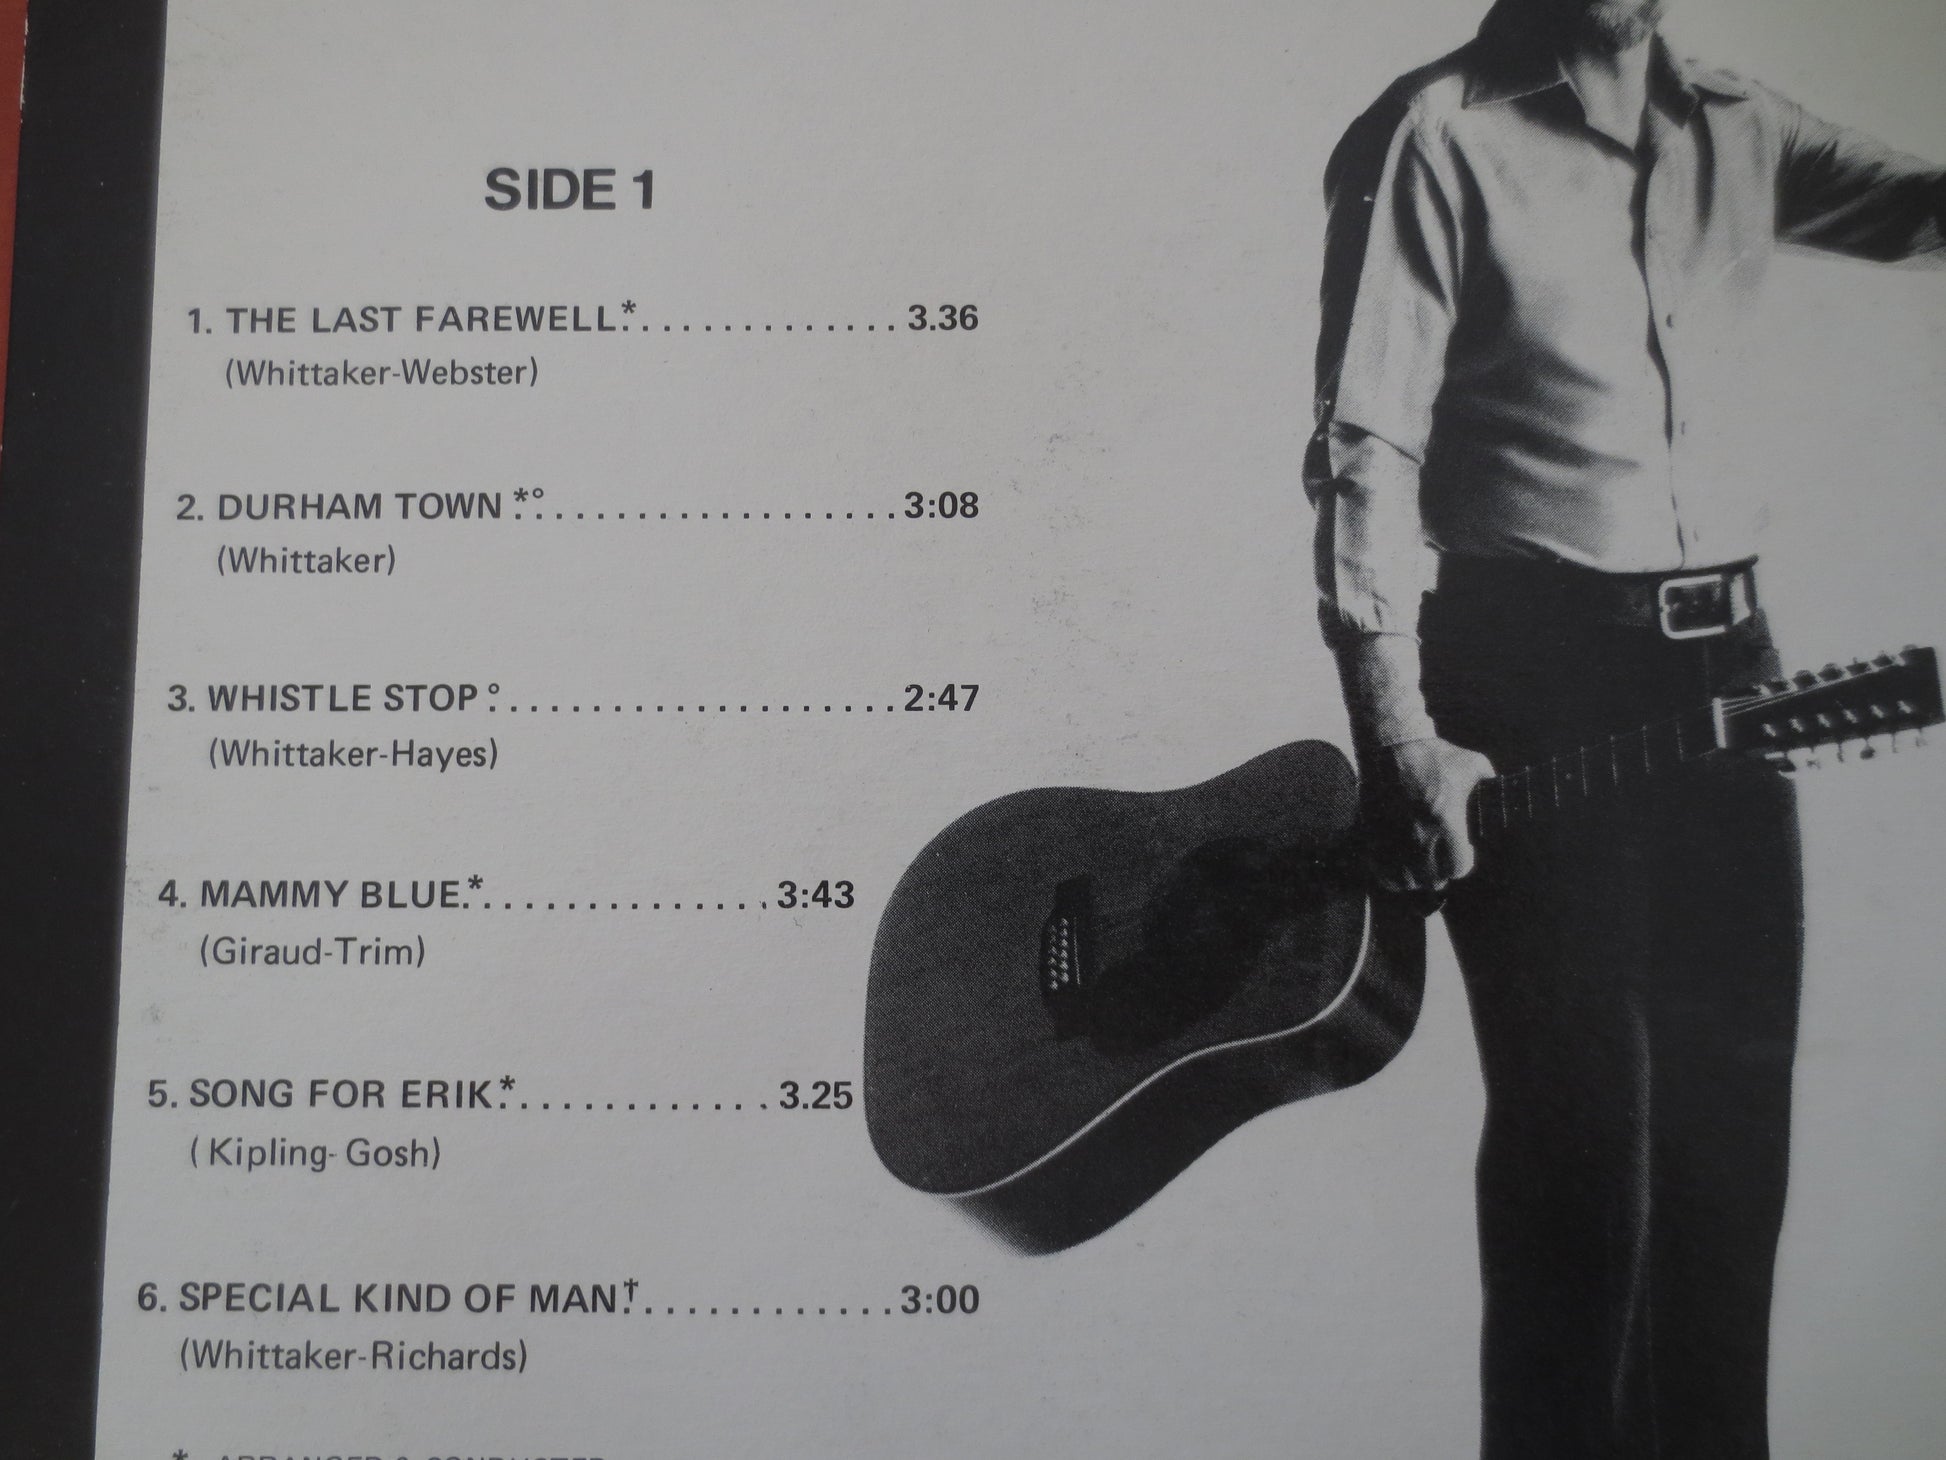 SIDE 1
1. THE LAST FAREWELL*.............. 3.36
(Whittaker-Webster)
2. DURHAM TOWN *°................... 3:08
(Whittaker)
3. WHISTLE STOP °.................... 2:47
(Whittaker-Hayes)
4. MAMMY BLUE*............... 3:43
(Giraud-Trim)
5. SONG FOR ERIK*.............. 3.25
( Kipling- Gosh)
6. SPECIAL KIND OF MAN†............. 3:00
(Whittaker-Richards)
* ARRANGED & CONDUCTED